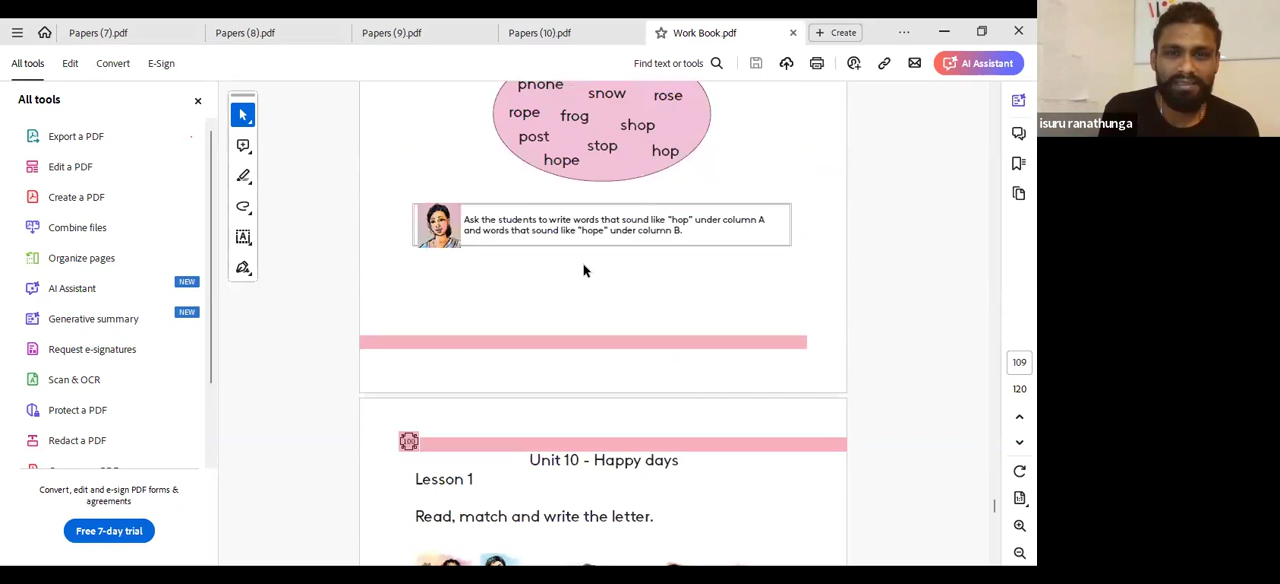 Papers (7).pdf
Papers (8).pdf
Papers (9).pdf
Papers (10).pdf
Work Book.pdf
Create
All tools
Edit
Convert
E-Sign
Find text or tools
AI Assistant
All tools
Export a PDF
Edit a PDF
Create a PDF
Combine files
Organize pages
AI Assistant
NEW
Generative summary
NEW
Request e-signatures
Scan & OCR
Protect a PDF
Redact a PDF
Convert, edit and e-sign PDF forms &
agreements
Free 7-day trial
phone
snow
rose
rope
frog
shop
post
stop
hop
hope
Ask the students to write words that sound like "hop" under column A
and words that sound like "hope" under column B.
100
Unit 10 - Happy days
Lesson 1
Read, match and write the letter.
109
120
isuru ranathunga